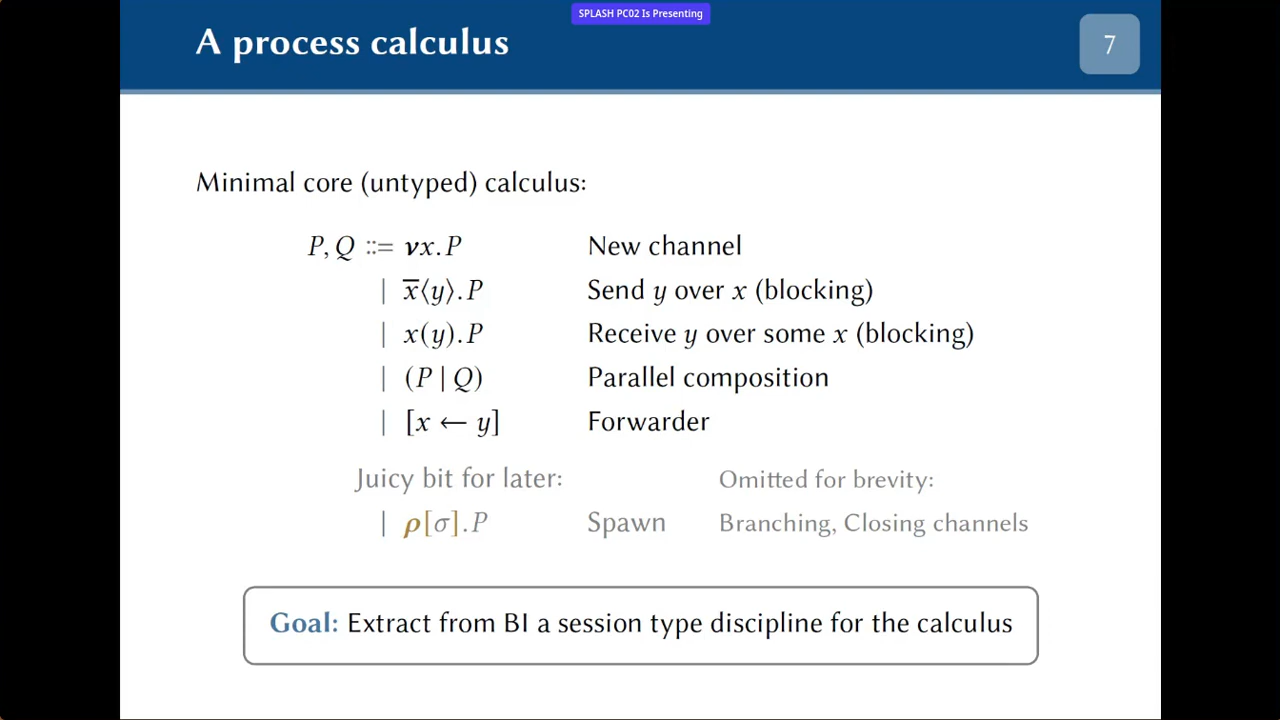 SPLASH PC02 Is Presenting
A process calculus
7
Minimal core (untyped) calculus:
P, Q ::= νx. P New channel
| x̅⟨y⟩. P Send y over x (blocking)
| x(y). P Receive y over some x (blocking)
| (P | Q) Parallel composition
| [x ← y] Forwarder
Juicy bit for later: Omitted for brevity:
| ρ[σ]. P Spawn Branching, Closing channels
Goal: Extract from BI a session type discipline for the calculus